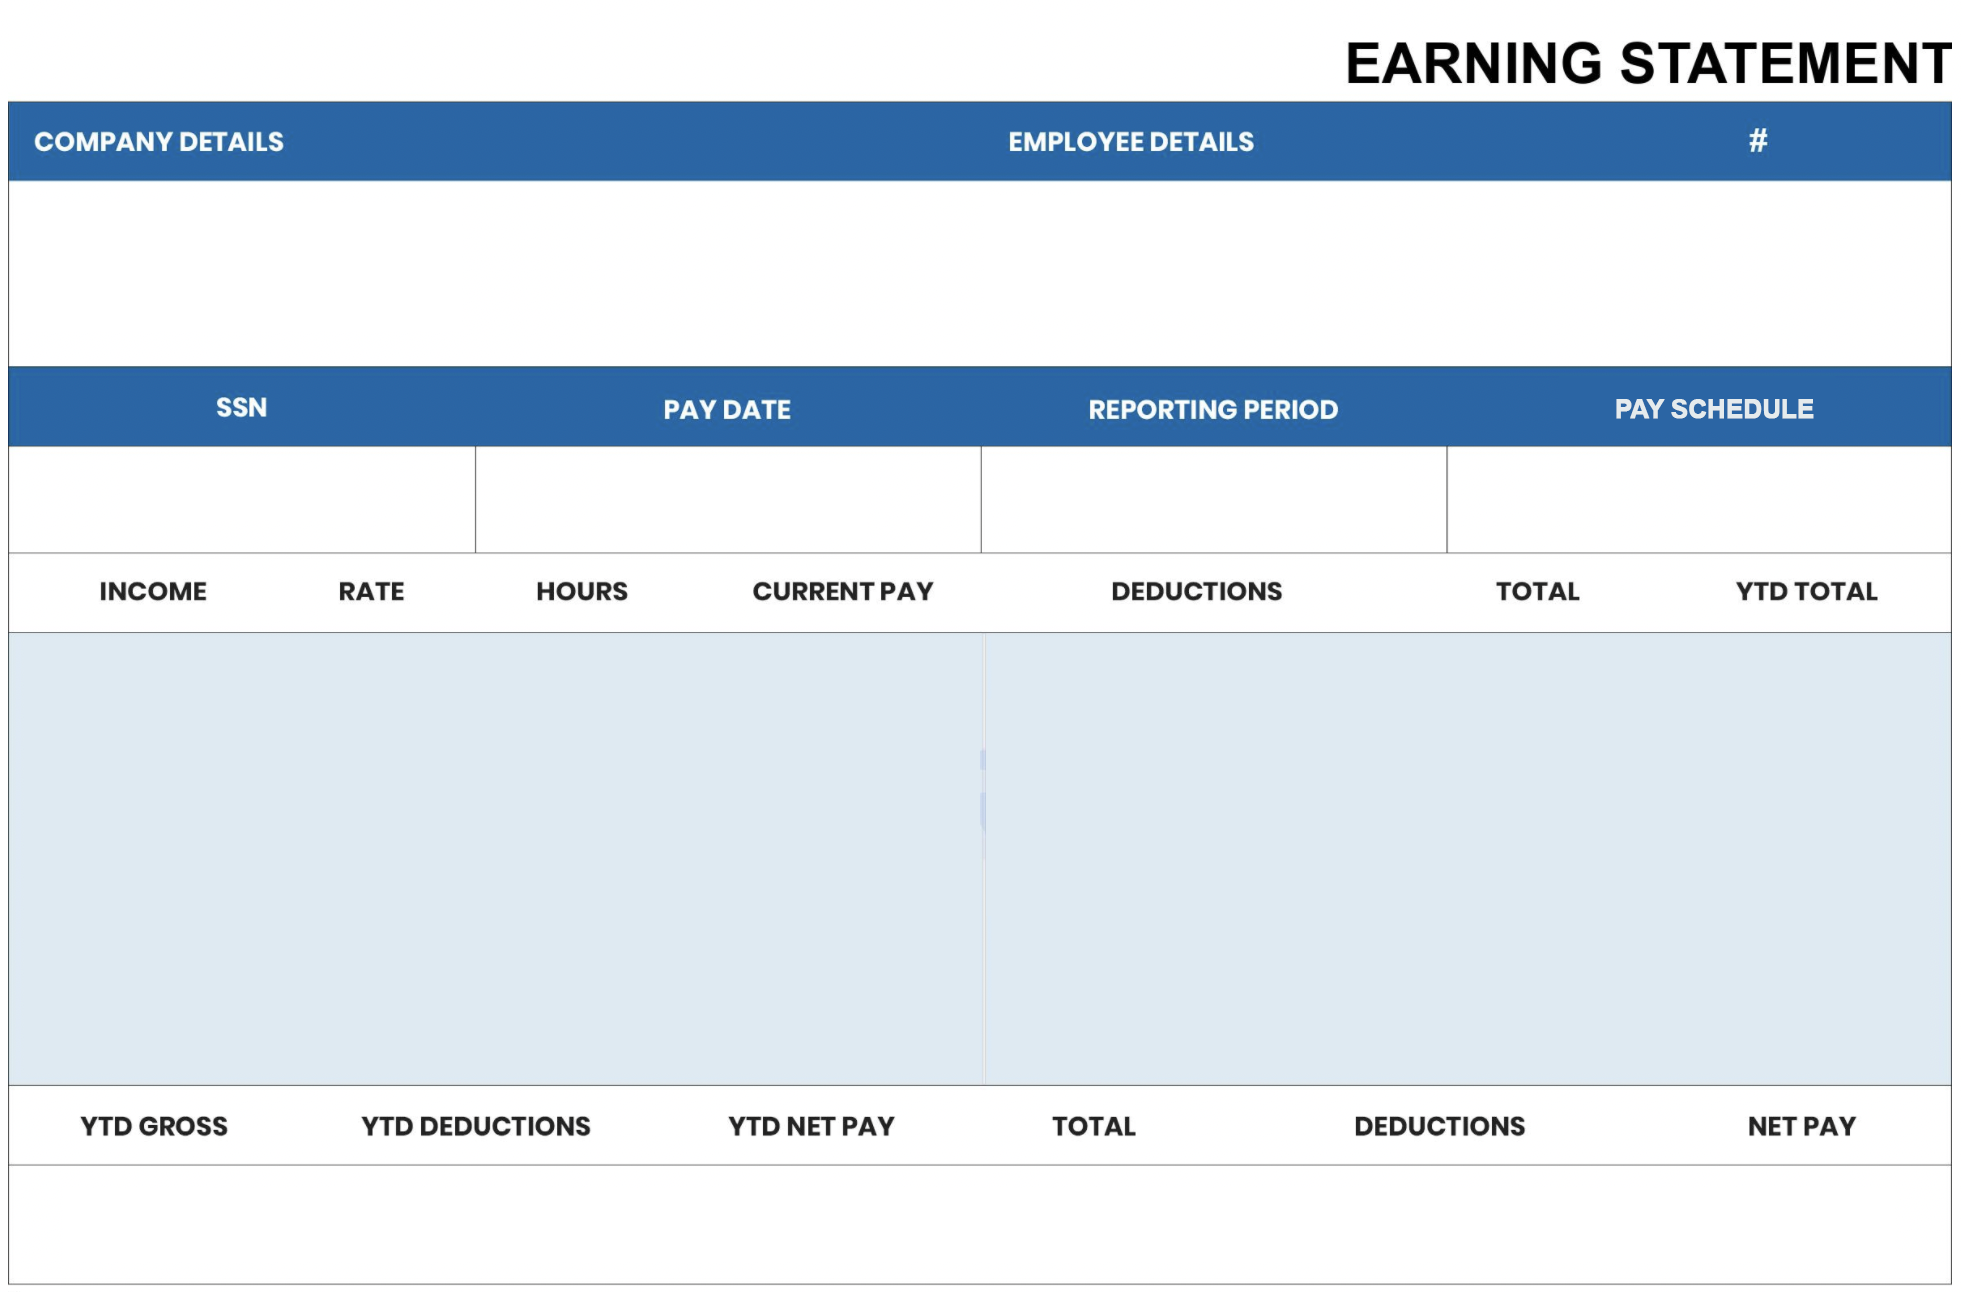 EARNING STATEMENT
COMPANY DETAILS EMPLOYEE DETAILS #
SSN PAY DATE REPORTING PERIOD PAY SCHEDULE
INCOME RATE HOURS CURRENT PAY DEDUCTIONS TOTAL YTD TOTAL
YTD GROSS YTD DEDUCTIONS YTD NET PAY TOTAL DEDUCTIONS NET PAY